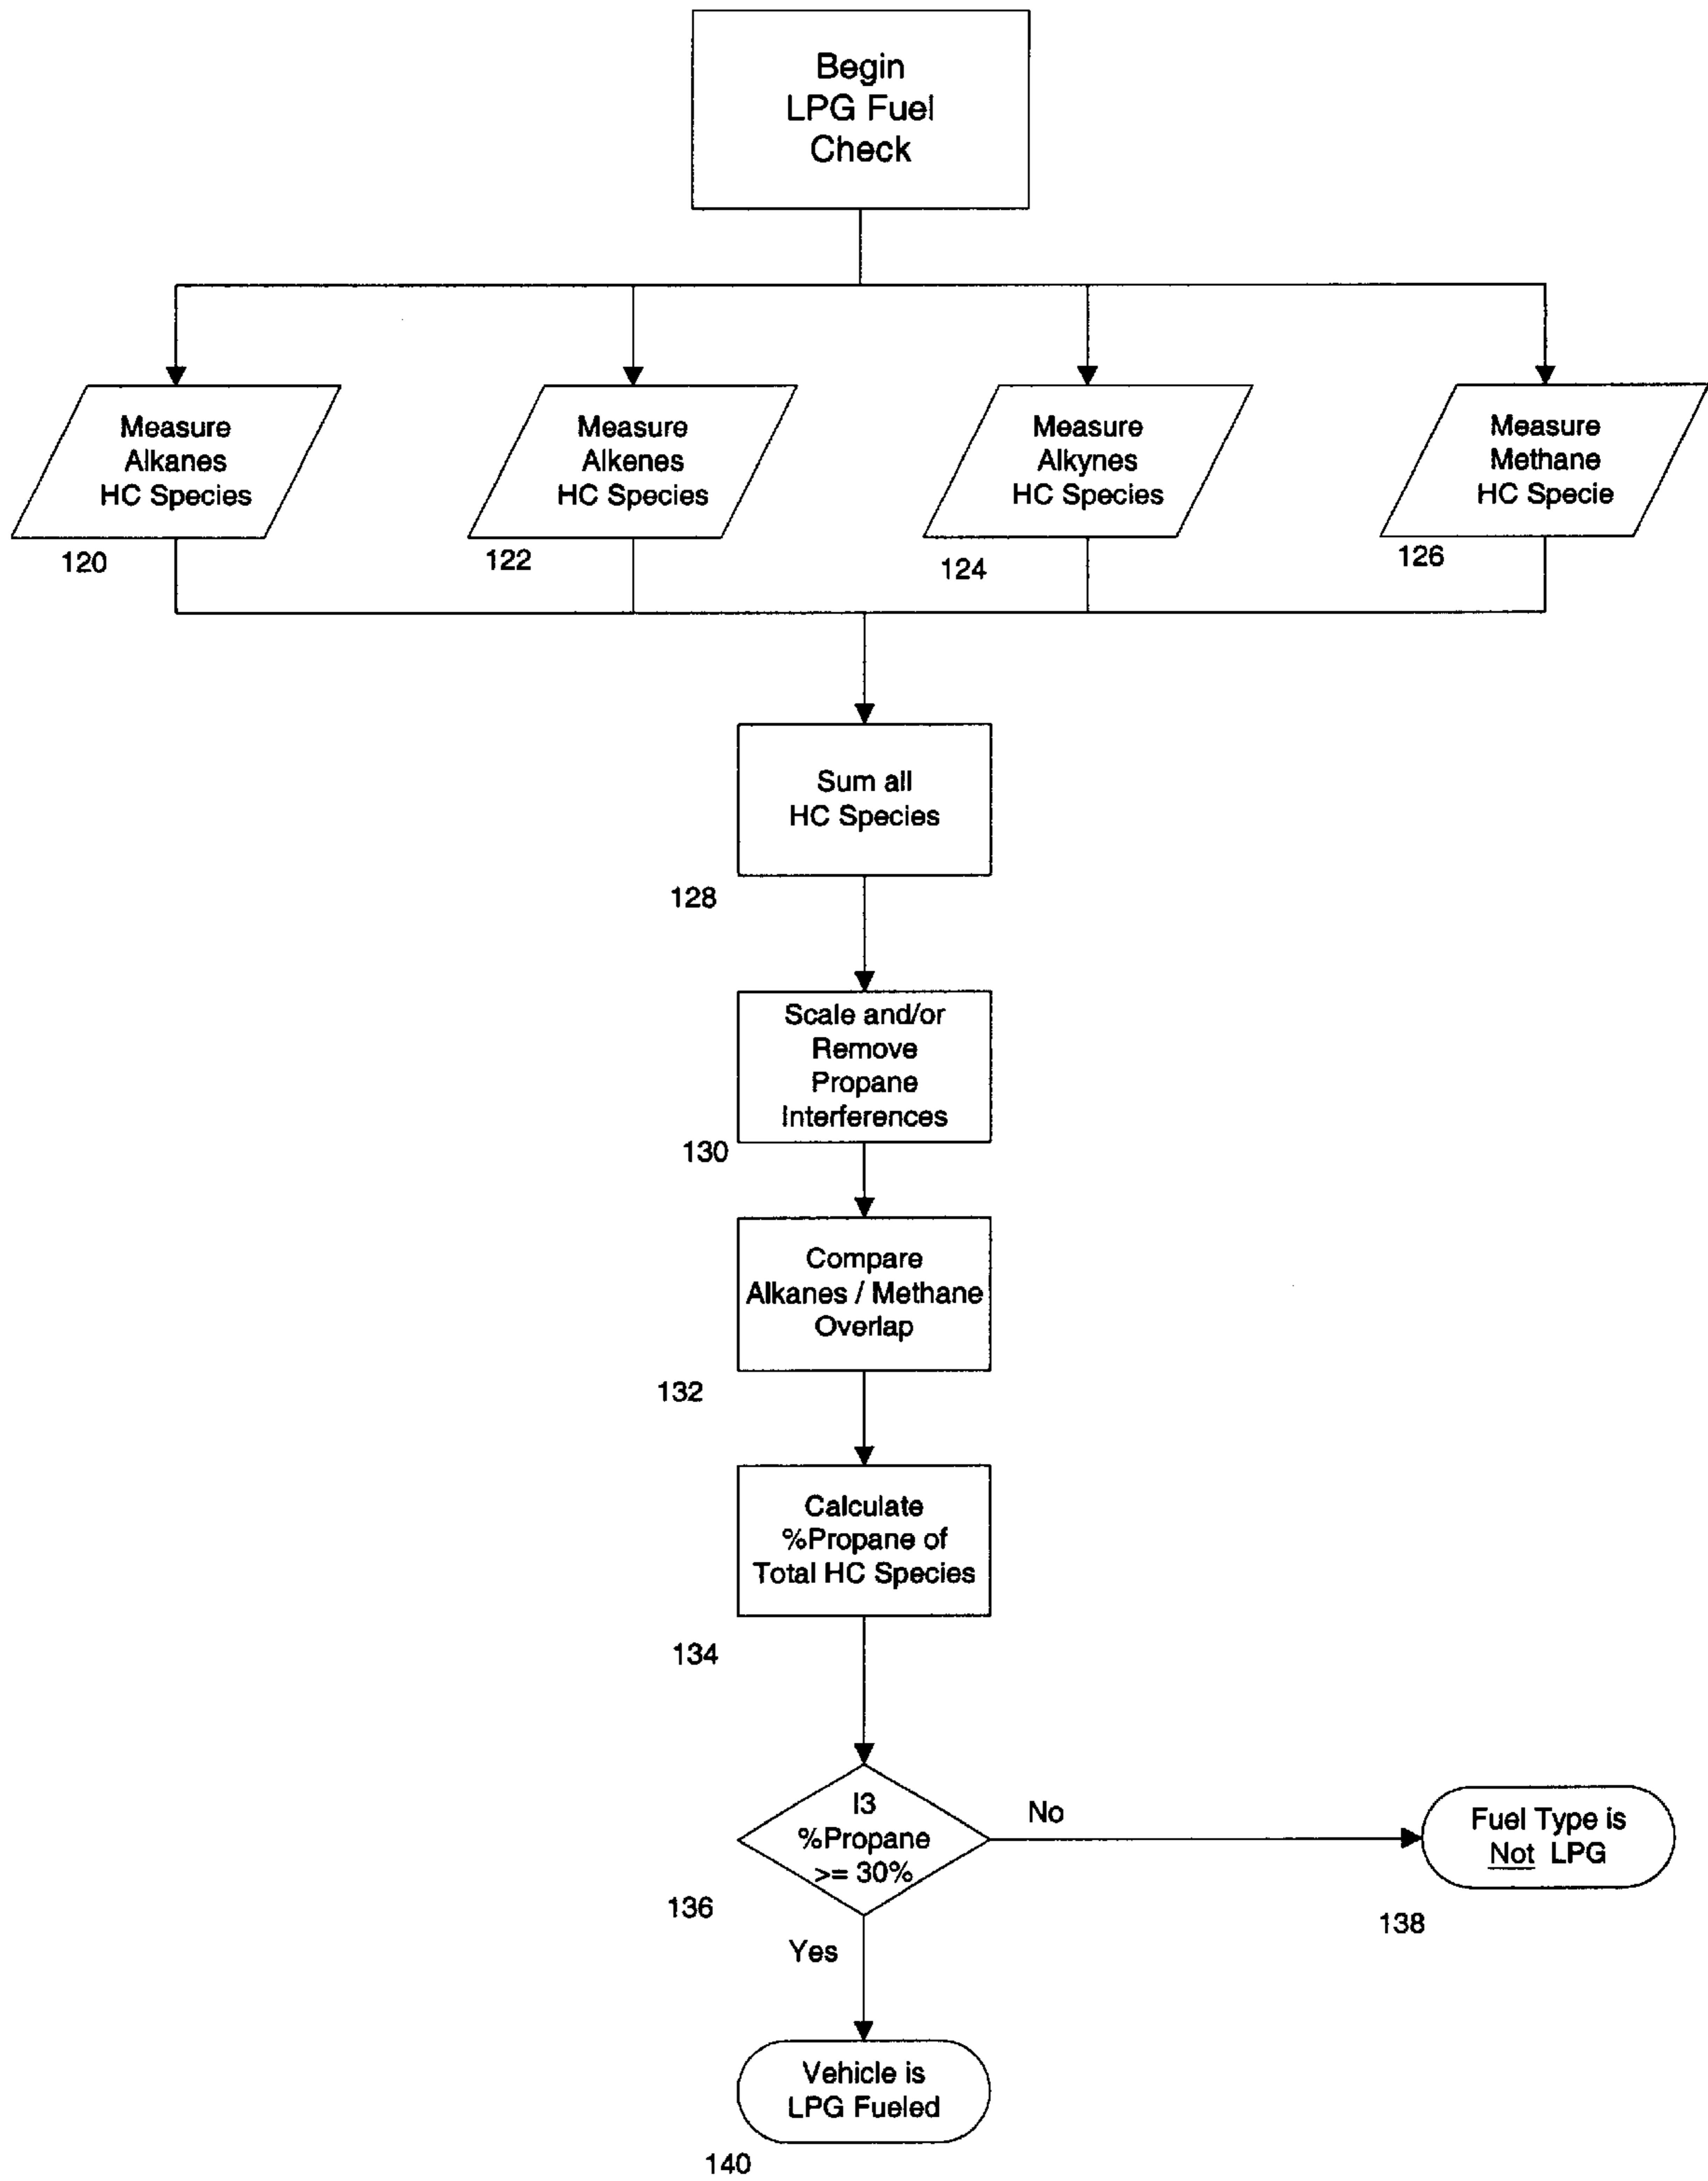 Begin
LPG Fuel
Check
Measure
Alkanes
HC Species
120
Measure
Alkenes
HC Species
122
Measure
Alkynes
HC Species
124
Measure
Methane
HC Specie
126
Sum all
HC Species
128
Scale and/or
Remove
Propane
Interferences
130
Compare
Alkanes / Methane
Overlap
132
Calculate
%Propane of
Total HC Species
134
I3
%Propane
>= 30%
136
No
Fuel Type is
Not LPG
138
Yes
Vehicle is
LPG Fueled
140